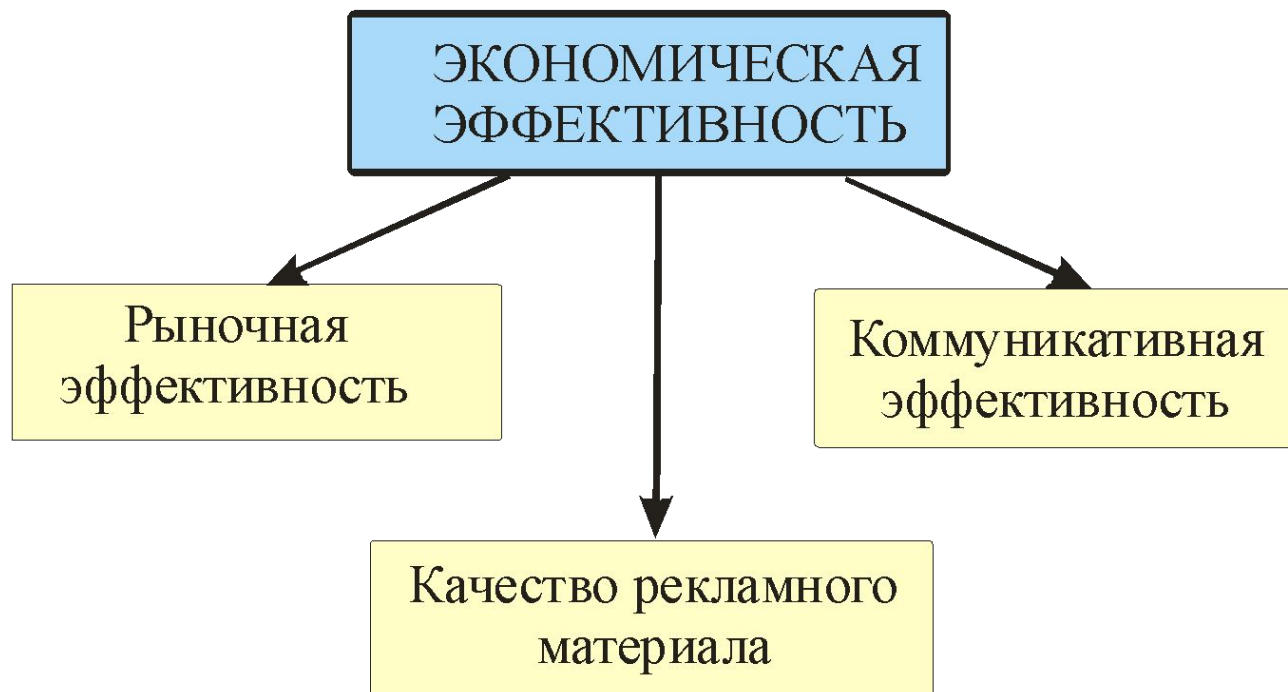 ЭКОНОМИЧЕСКАЯ
ЭФФЕКТИВНОСТЬ
Рыночная
эффективность
Коммуникативная
эффективность
Качество рекламного
материала